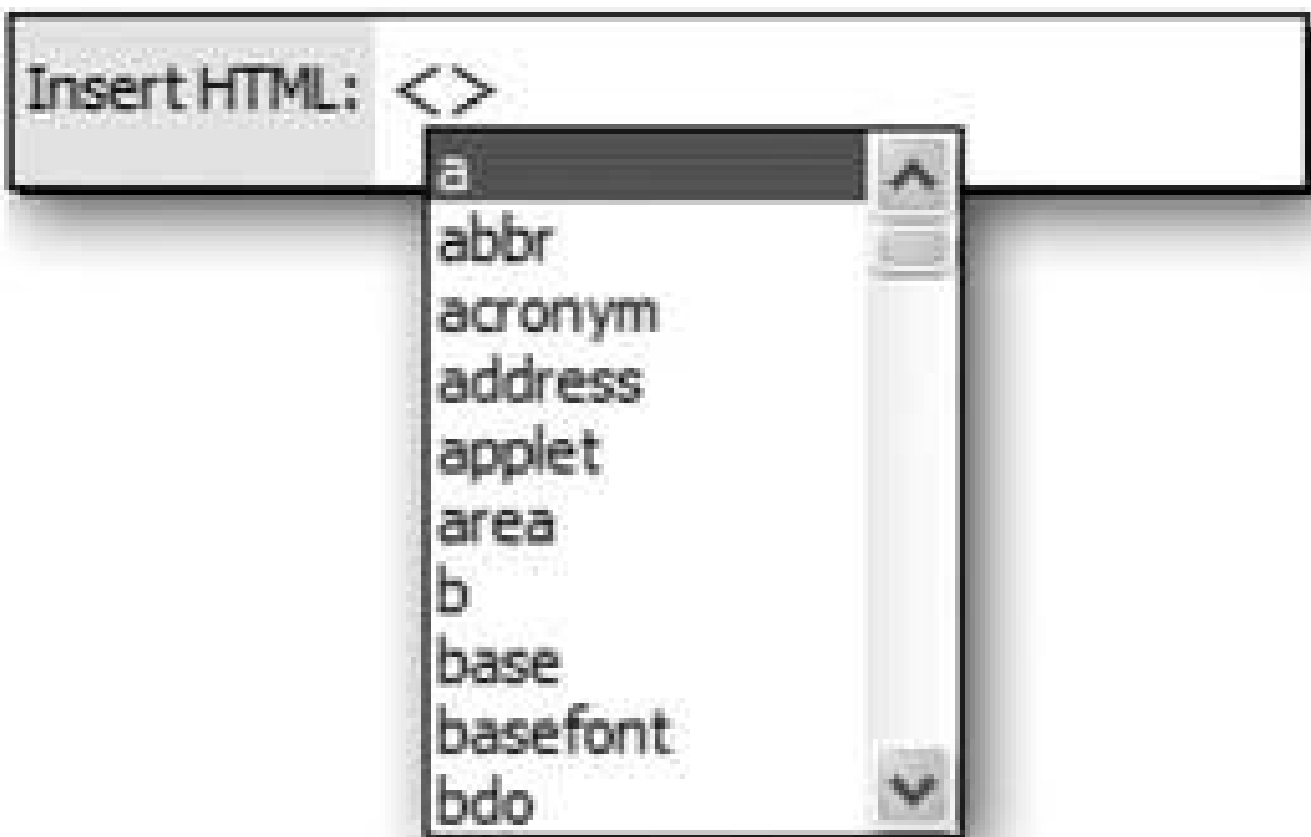 Insert HTML: <>
a
abbr
acronym
address
applet
area
b
base
basefont
bdo